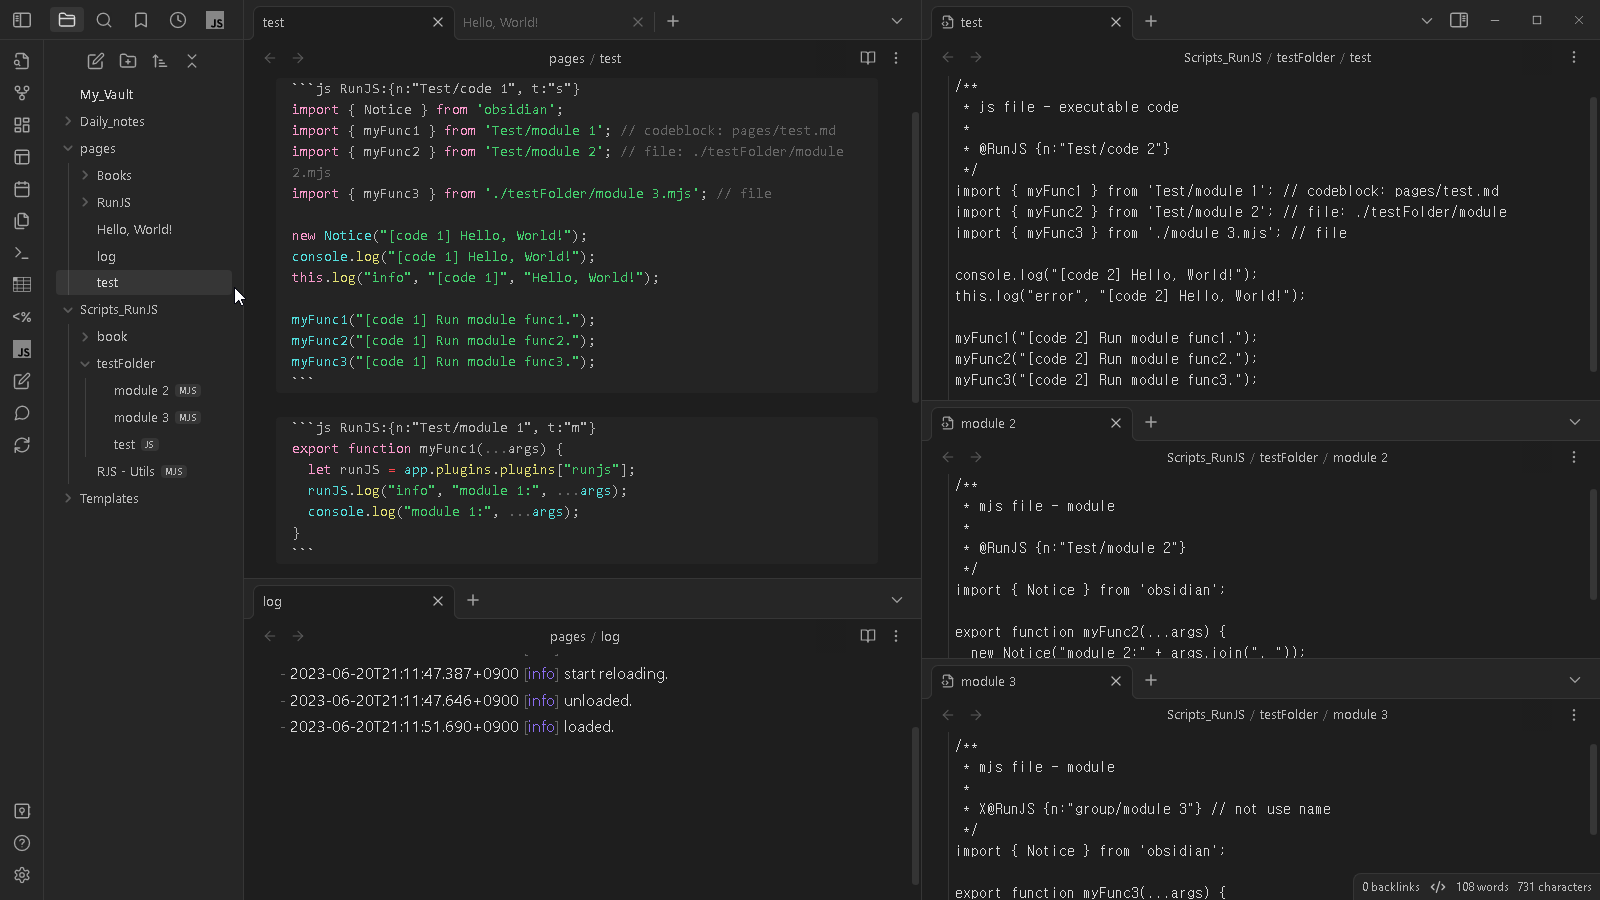 JS
My_Vault
Daily_notes
pages
Books
RunJS
Hello, World!
log
test
Scripts_RunJS
book
testFolder
module 2 MJS
module 3 MJS
test JS
RJS - Utils MJS
Templates
<%
JS
test
Hello, World!
pages / test
```js RunJS:{n:"Test/code 1", t:"s"}
import { Notice } from 'obsidian';
import { myFunc1 } from 'Test/module 1'; // codeblock: pages/test.md
import { myFunc2 } from 'Test/module 2'; // file: ./testFolder/module
2.mjs
import { myFunc3 } from './testFolder/module 3.mjs'; // file
new Notice("[code 1] Hello, World!");
console.log("[code 1] Hello, World!");
this.log("info", "[code 1]", "Hello, World!");
myFunc1("[code 1] Run module func1.");
myFunc2("[code 1] Run module func2.");
myFunc3("[code 1] Run module func3.");
```
```js RunJS:{n:"Test/module 1", t:"m"}
export function myFunc1(...args) {
let runJS = app.plugins.plugins["runjs"];
runJS.log("info", "module 1:", ...args);
console.log("module 1:", ...args);
}
```
log
pages / log
- 2023-06-20T21:11:47.387+0900 [info] start reloading.
- 2023-06-20T21:11:47.646+0900 [info] unloaded.
- 2023-06-20T21:11:51.690+0900 [info] loaded.
test
Scripts_RunJS / testFolder / test
/**
* js file - executable code
*
* @RunJS {n:"Test/code 2"}
*/
import { myFunc1 } from 'Test/module 1'; // codeblock: pages/test.md
import { myFunc2 } from 'Test/module 2'; // file: ./testFolder/module
import { myFunc3 } from './module 3.mjs'; // file
console.log("[code 2] Hello, World!");
this.log("error", "[code 2] Hello, World!");
myFunc1("[code 2] Run module func1.");
myFunc2("[code 2] Run module func2.");
myFunc3("[code 2] Run module func3.");
module 2
Scripts_RunJS / testFolder / module 2
/**
* mjs file - module
*
* @RunJS {n:"Test/module 2"}
*/
import { Notice } from 'obsidian';
export function myFunc2(...args) {
new Notice("module 2:" + args.join(", "));
module 3
Scripts_RunJS / testFolder / module 3
/**
* mjs file - module
*
* X@RunJS {n:"group/module 3"} // not use name
*/
import { Notice } from 'obsidian';
export function myFunc3(...args) {
0 backlinks </> 108 words 731 characters